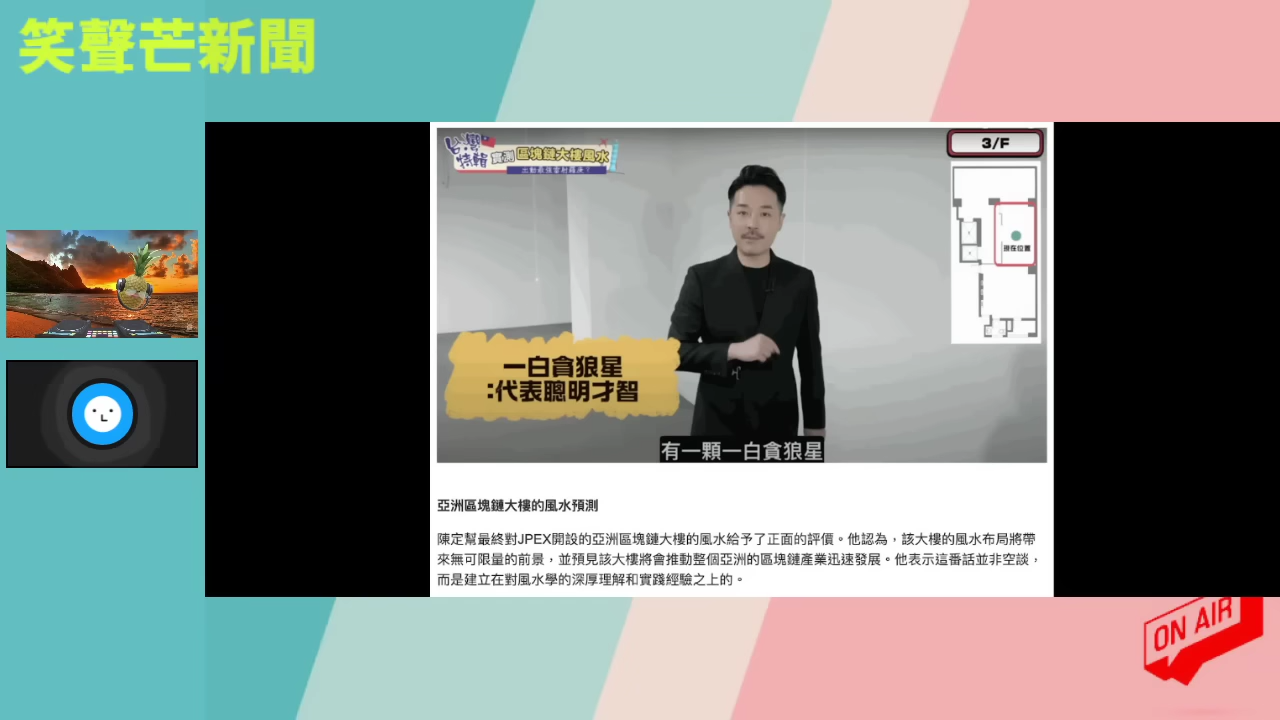 笑聲芒新聞
台灣
特輯
實測 區塊鏈大樓風水
出動最強雷射羅庚？
3/F
現在位置
一白貪狼星
:代表聰明才智
有一顆一白貪狼星
亞洲區塊鏈大樓的風水預測
陳定幫最終對JPEX開設的亞洲區塊鏈大樓的風水給予了正面的評價。他認為，該大樓的風水布局將帶
來無可限量的前景，並預見該大樓將會推動整個亞洲的區塊鏈產業迅速發展。他表示這番話並非空談，
而是建立在對風水學的深厚理解和實踐經驗之上的。
ON AIR